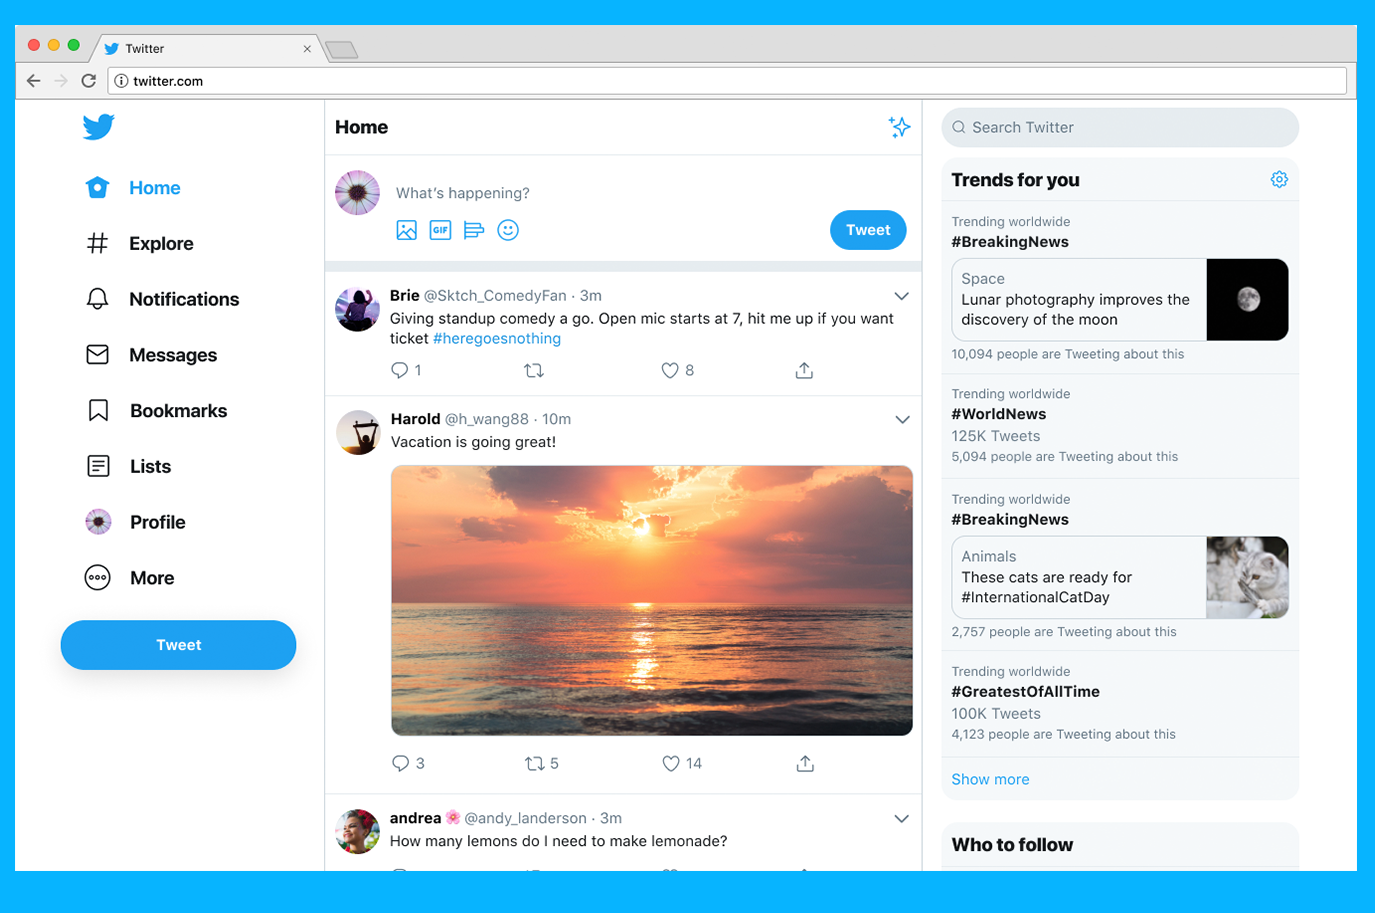 Twitter
twitter.com
Home
Explore
Notifications
Messages
Bookmarks
Lists
Profile
More
Tweet
Home
What's happening?
GIF
Tweet
Brie @Sktch_ComedyFan · 3m
Giving standup comedy a go. Open mic starts at 7, hit me up if you want
ticket #heregoesnothing
1
8
Harold @h_wang88 · 10m
Vacation is going great!
3
5
14
andrea 🌸 @andy_landerson · 3m
How many lemons do I need to make lemonade?
Search Twitter
Trends for you
Trending worldwide
#BreakingNews
Space
Lunar photography improves the
discovery of the moon
10,094 people are Tweeting about this
Trending worldwide
#WorldNews
125K Tweets
5,094 people are Tweeting about this
Trending worldwide
#BreakingNews
Animals
These cats are ready for
#InternationalCatDay
2,757 people are Tweeting about this
Trending worldwide
#GreatestOfAllTime
100K Tweets
4,123 people are Tweeting about this
Show more
Who to follow